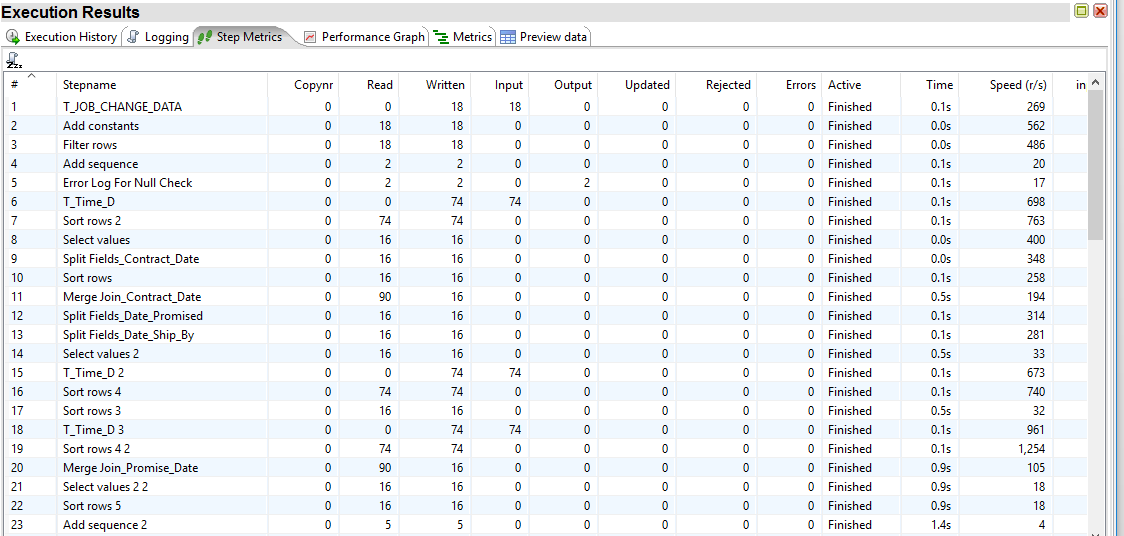 Execution Results
Execution History Logging Step Metrics Performance Graph Metrics Preview data
# Stepname Copynr Read Written Input Output Updated Rejected Errors Active Time Speed (r/s) in
1 T_JOB_CHANGE_DATA 0 0 18 18 0 0 0 0 Finished 0.1s 269
2 Add constants 0 18 18 0 0 0 0 0 Finished 0.0s 562
3 Filter rows 0 18 18 0 0 0 0 0 Finished 0.0s 486
4 Add sequence 0 2 2 0 0 0 0 0 Finished 0.1s 20
5 Error Log For Null Check 0 2 2 0 2 0 0 0 Finished 0.1s 17
6 T_Time_D 0 0 74 74 0 0 0 0 Finished 0.1s 698
7 Sort rows 2 0 74 74 0 0 0 0 0 Finished 0.1s 763
8 Select values 0 16 16 0 0 0 0 0 Finished 0.0s 400
9 Split Fields_Contract_Date 0 16 16 0 0 0 0 0 Finished 0.0s 348
10 Sort rows 0 16 16 0 0 0 0 0 Finished 0.1s 258
11 Merge Join_Contract_Date 0 90 16 0 0 0 0 0 Finished 0.5s 194
12 Split Fields_Date_Promised 0 16 16 0 0 0 0 0 Finished 0.1s 314
13 Split Fields_Date_Ship_By 0 16 16 0 0 0 0 0 Finished 0.1s 281
14 Select values 2 0 16 16 0 0 0 0 0 Finished 0.5s 33
15 T_Time_D 2 0 0 74 74 0 0 0 0 Finished 0.1s 673
16 Sort rows 4 0 74 74 0 0 0 0 0 Finished 0.1s 740
17 Sort rows 3 0 16 16 0 0 0 0 0 Finished 0.5s 32
18 T_Time_D 3 0 0 74 74 0 0 0 0 Finished 0.1s 961
19 Sort rows 4 2 0 74 74 0 0 0 0 0 Finished 0.1s 1,254
20 Merge Join_Promise_Date 0 90 16 0 0 0 0 0 Finished 0.9s 105
21 Select values 2 2 0 16 16 0 0 0 0 0 Finished 0.9s 18
22 Sort rows 5 0 16 16 0 0 0 0 0 Finished 0.9s 18
23 Add sequence 2 0 5 5 0 0 0 0 0 Finished 1.4s 4